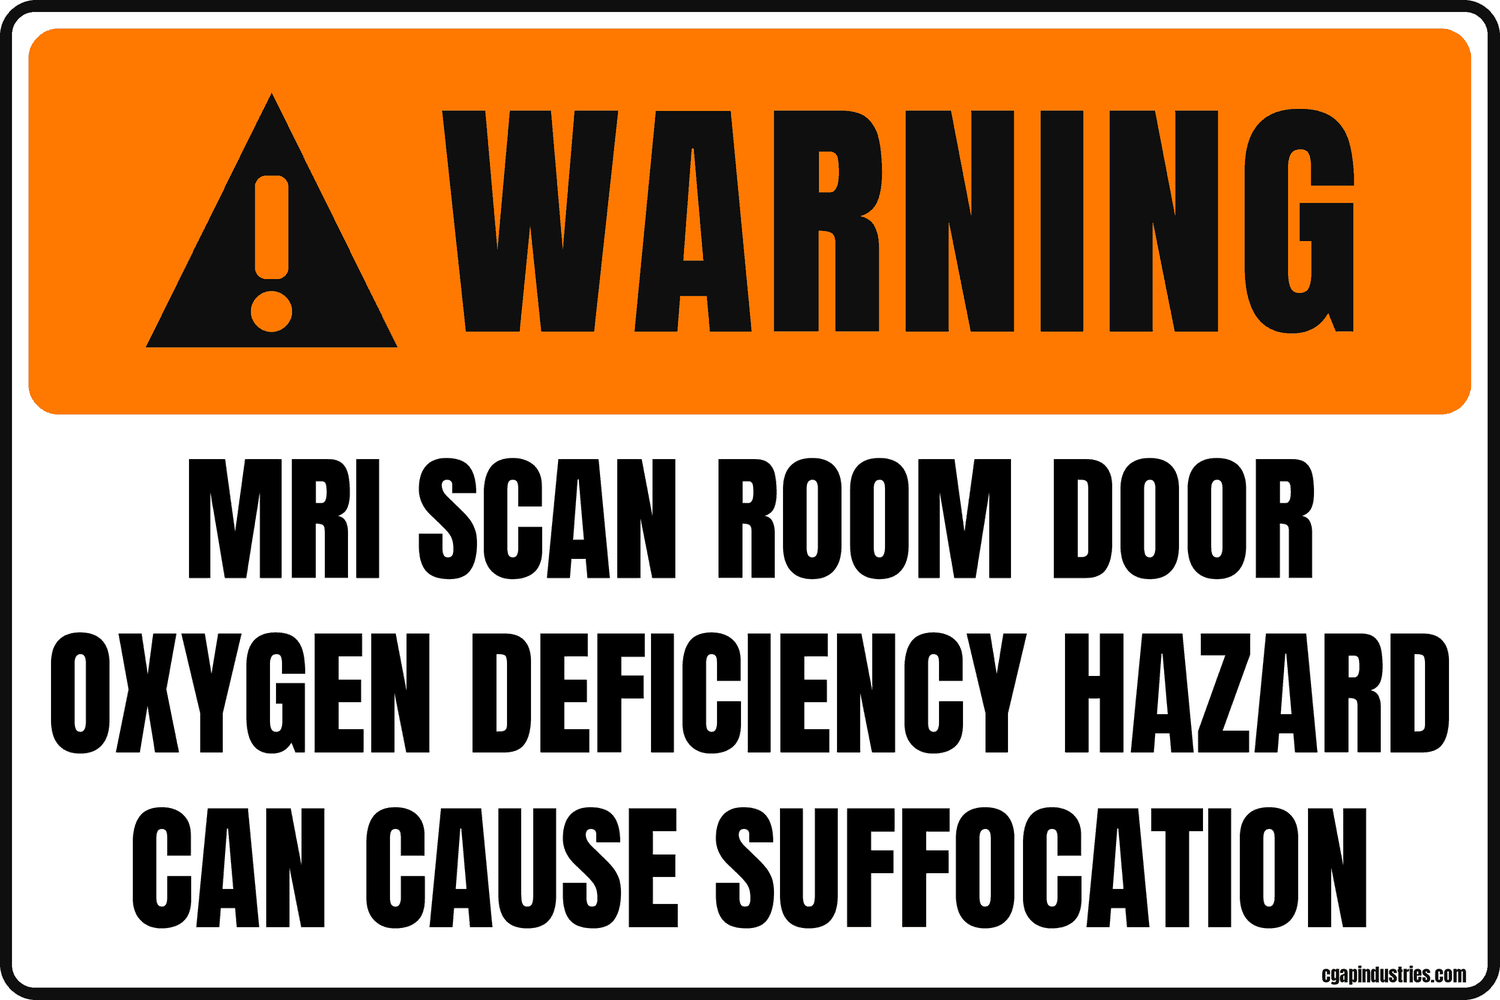 WARNING
MRI SCAN ROOM DOOR
OXYGEN DEFICIENCY HAZARD
CAN CAUSE SUFFOCATION
cgapindustries.com